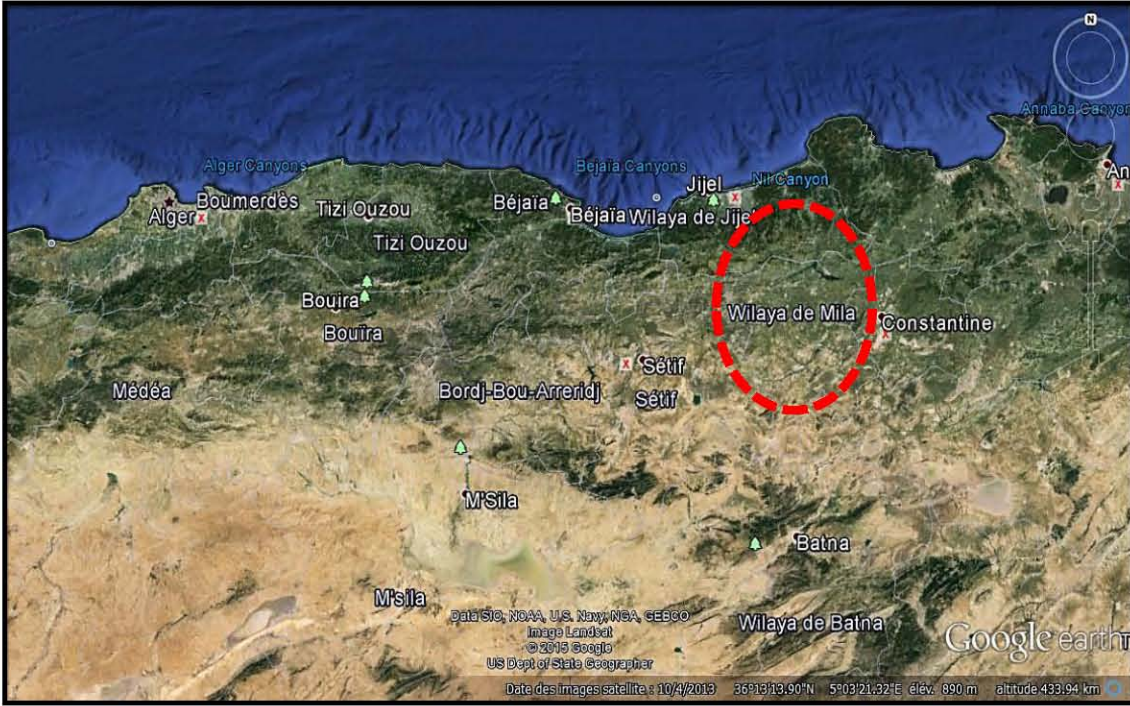 N
Annaba Canyon
Alger Canyons
Bejaïa Canyons
Nil Canyon
Jijel
An
Alger
Boumerdès
Tizi Ouzou
Béjaïa
Béjaïa
Wilaya de Jijel
Tizi Ouzou
Bouira
Bouïra
Wilaya de Mila
Constantine
Sétif
Médéa
Bordj-Bou-Arreridj
Sétif
M'Sila
Batna
M'sila
Wilaya de Batna
Data SIO, NOAA, U.S. Navy, NGA, GEBCO
Image Landsat
© 2015 Google
US Dept of State Geographer
Google earth
T
Date des images satellite : 10/4/2013 36°13'13.90"N 5°03'21.32"E élév. 890 m altitude 433.94 km